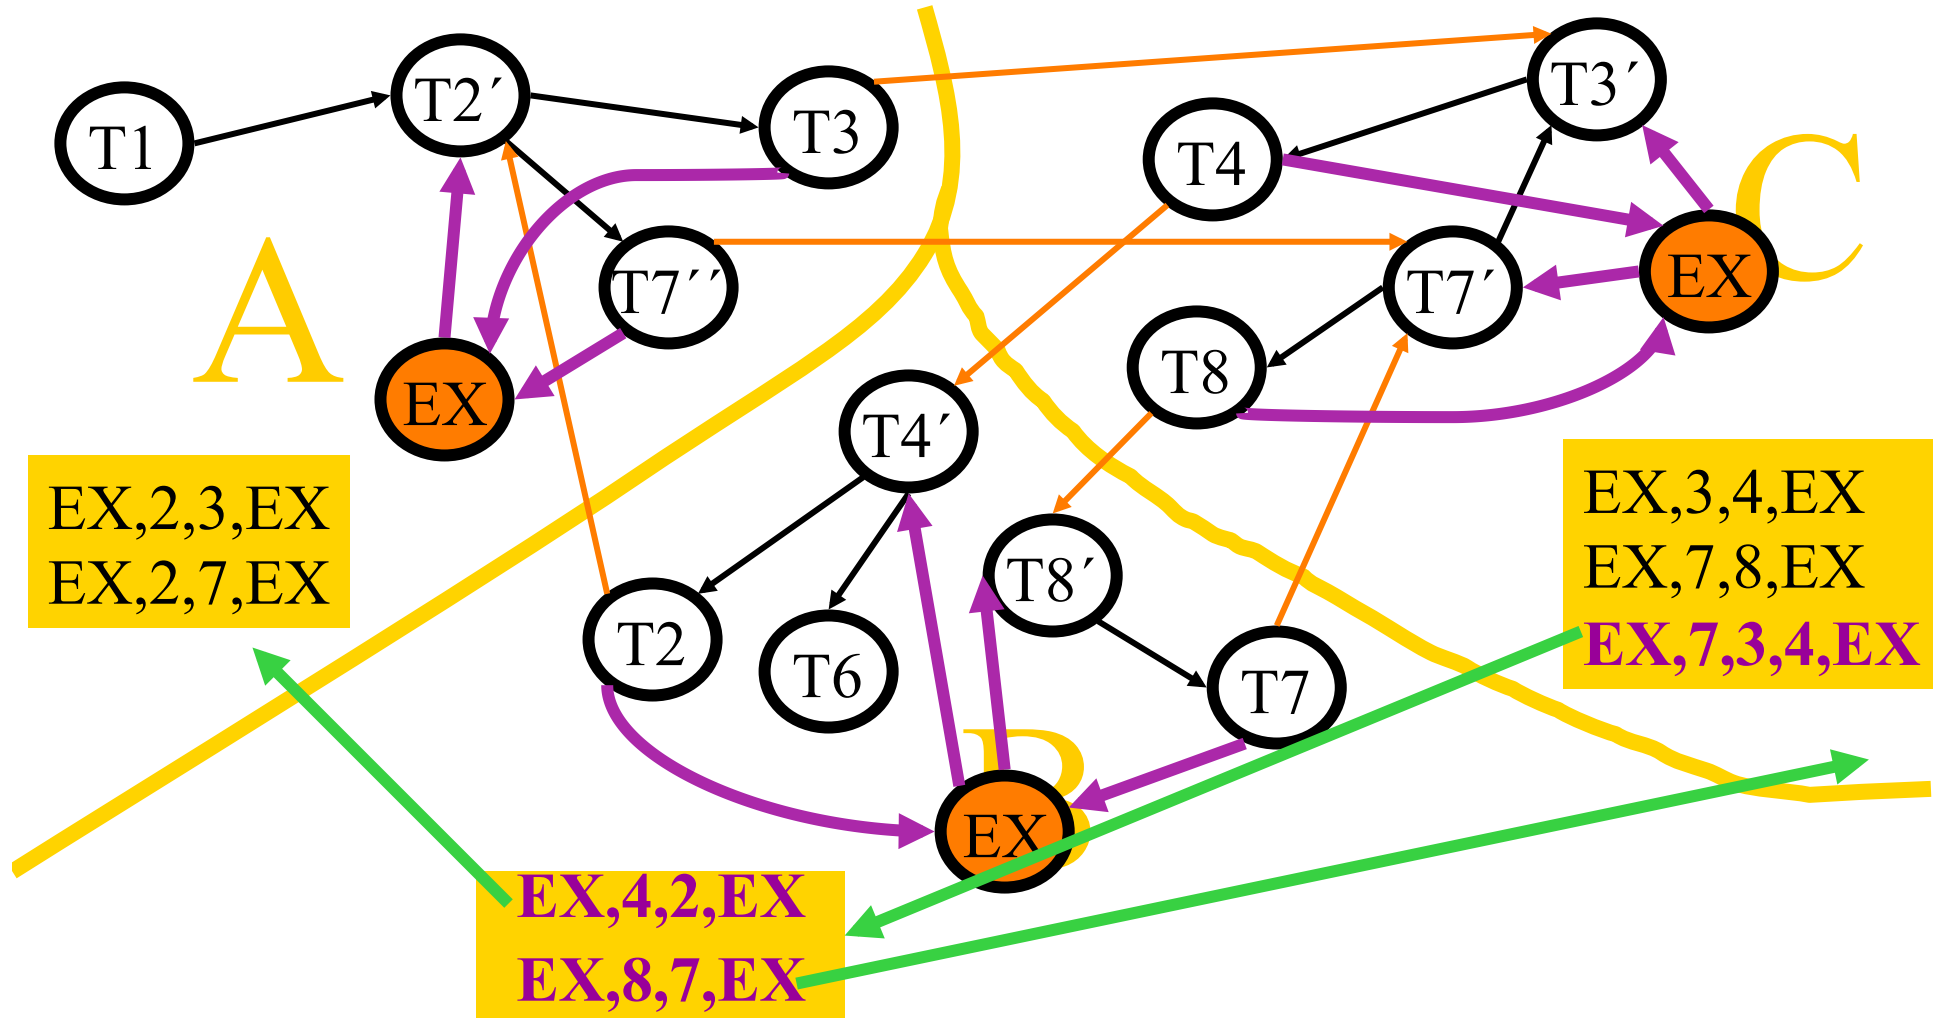 T1
T2´
T3
T3´
T4
C
EX
A
T7´´
T7´
T8
EX
T4´
EX,2,3,EX
EX,2,7,EX
EX,3,4,EX
EX,7,8,EX
EX,7,3,4,EX
T8´
T2
T6
T7
B
EX
EX,4,2,EX
EX,8,7,EX